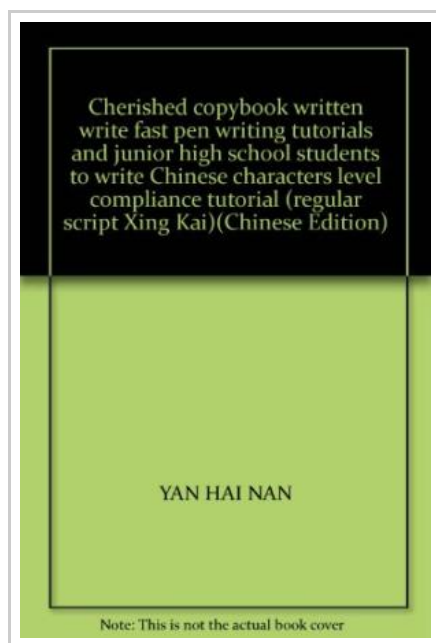 Cherished copybook written
write fast pen writing tutorials
and junior high school students
to write Chinese characters level
compliance tutorial (regular
script Xing Kai)(Chinese Edition)
YAN HAI NAN
Note: This is not the actual book cover